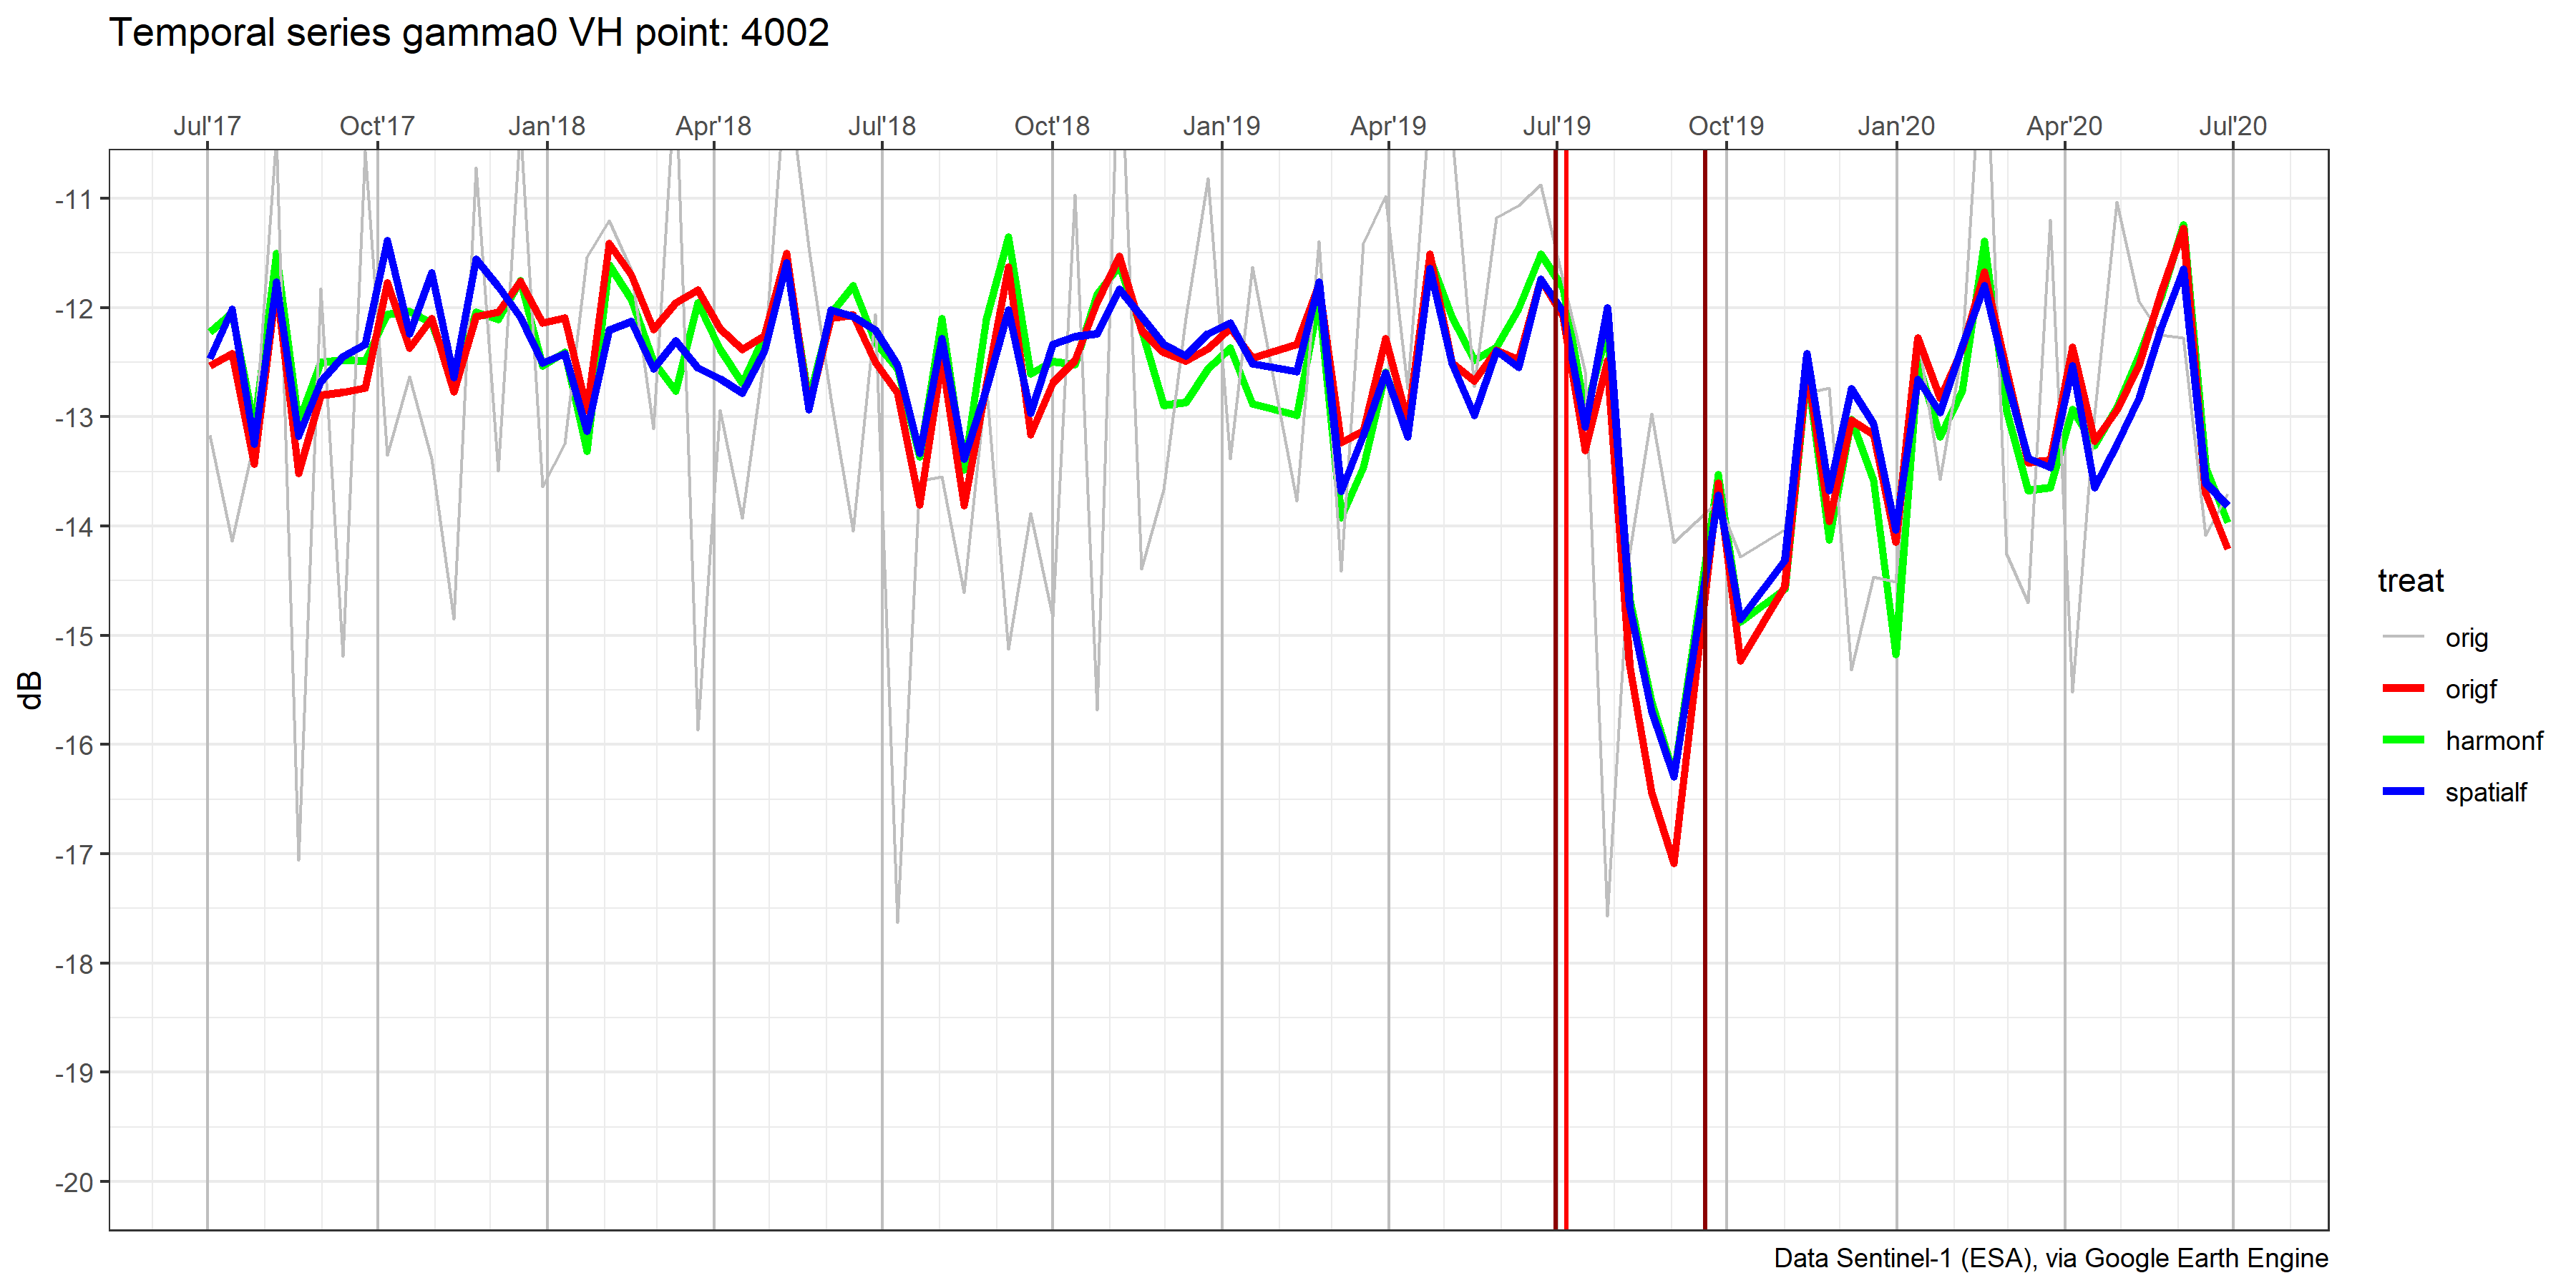 Temporal series gamma0 VH point: 4002
Jul'17 Oct'17 Jan'18 Apr'18 Jul'18 Oct'18 Jan'19 Apr'19 Jul'19 Oct'19 Jan'20 Apr'20 Jul'20
-11
-12
-13
-14
-15
-16
-17
-18
-19
-20
dB
treat
orig
origf
harmonf
spatialf
Data Sentinel-1 (ESA), via Google Earth Engine